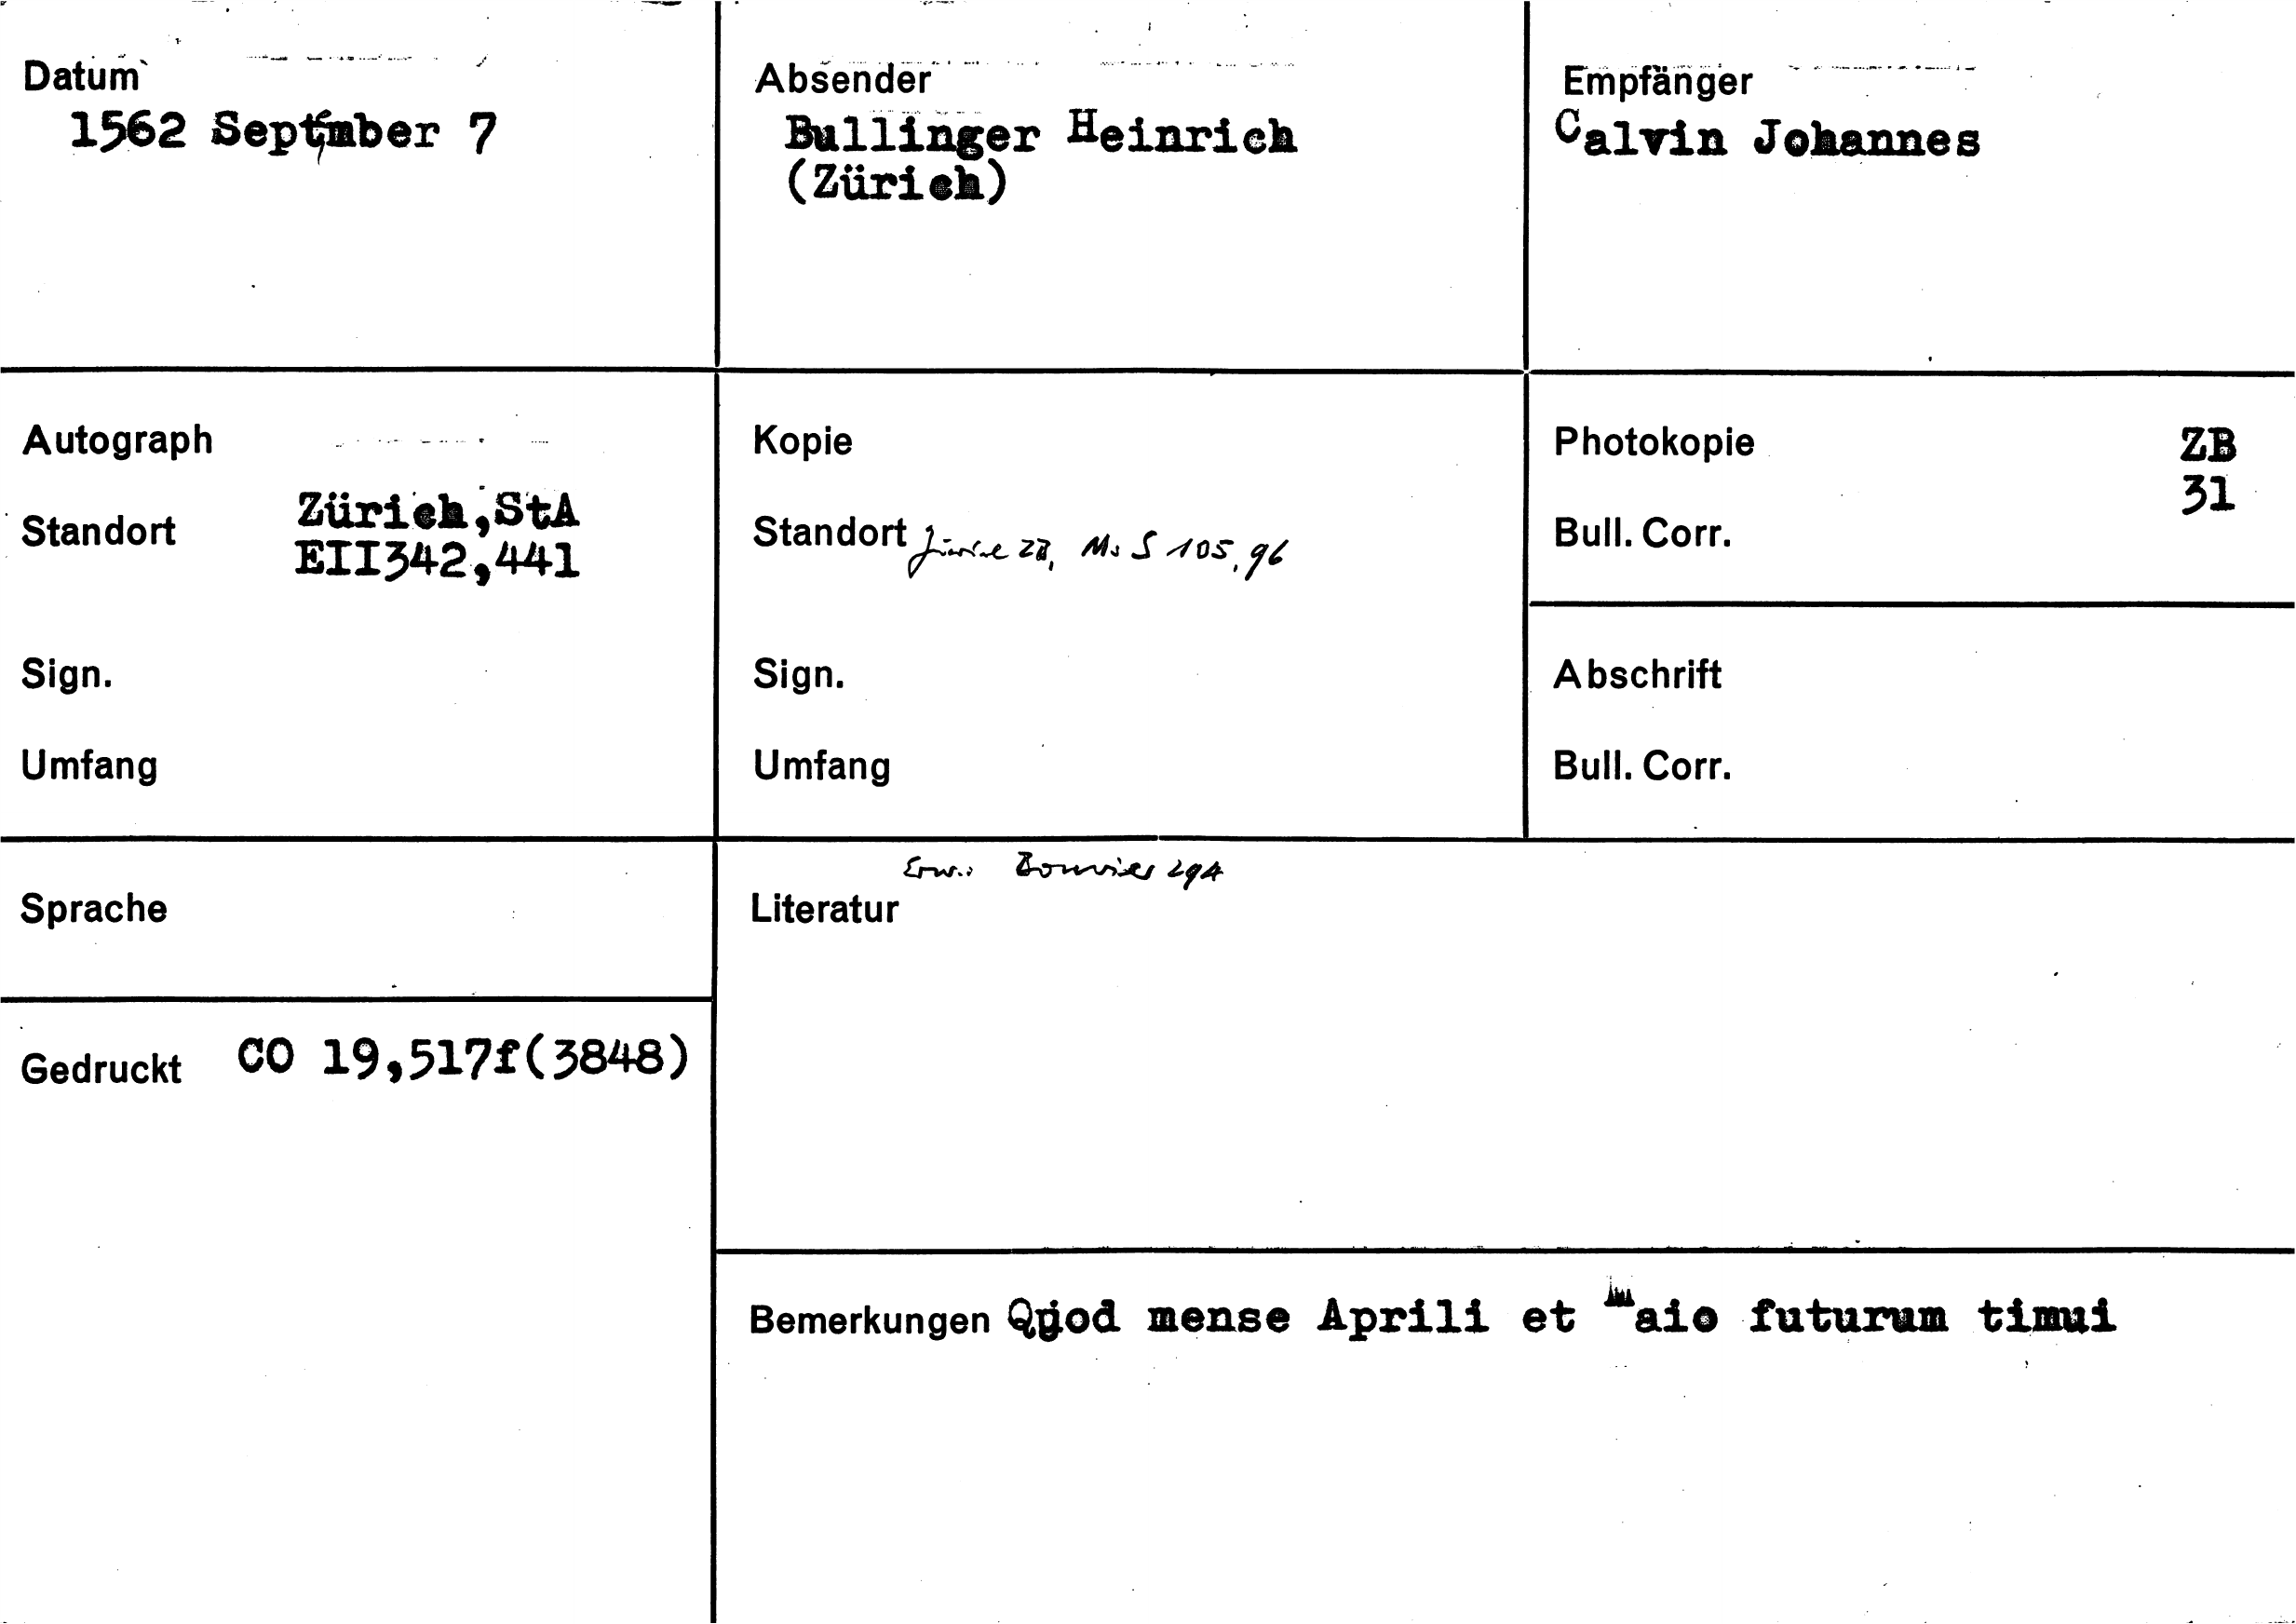 Datum
1562 September 7
Absender
Bullinger Heinrich
(Zürich)
Empfänger
Calvin Johannes
Autograph
Standort
Zürich,StA
EII342,441
Sign.
Umfang
Kopie
Standort Zürich ZB, Ms S 105, 96
Sign.
Umfang
Photokopie
ZB
31
Bull. Corr.
Abschrift
Bull. Corr.
Sprache
Erw.: Bouvier 294
Literatur
Gedruckt CO 19,517f(3848)
Bemerkungen Quod mense Aprili et Maio futurum timui